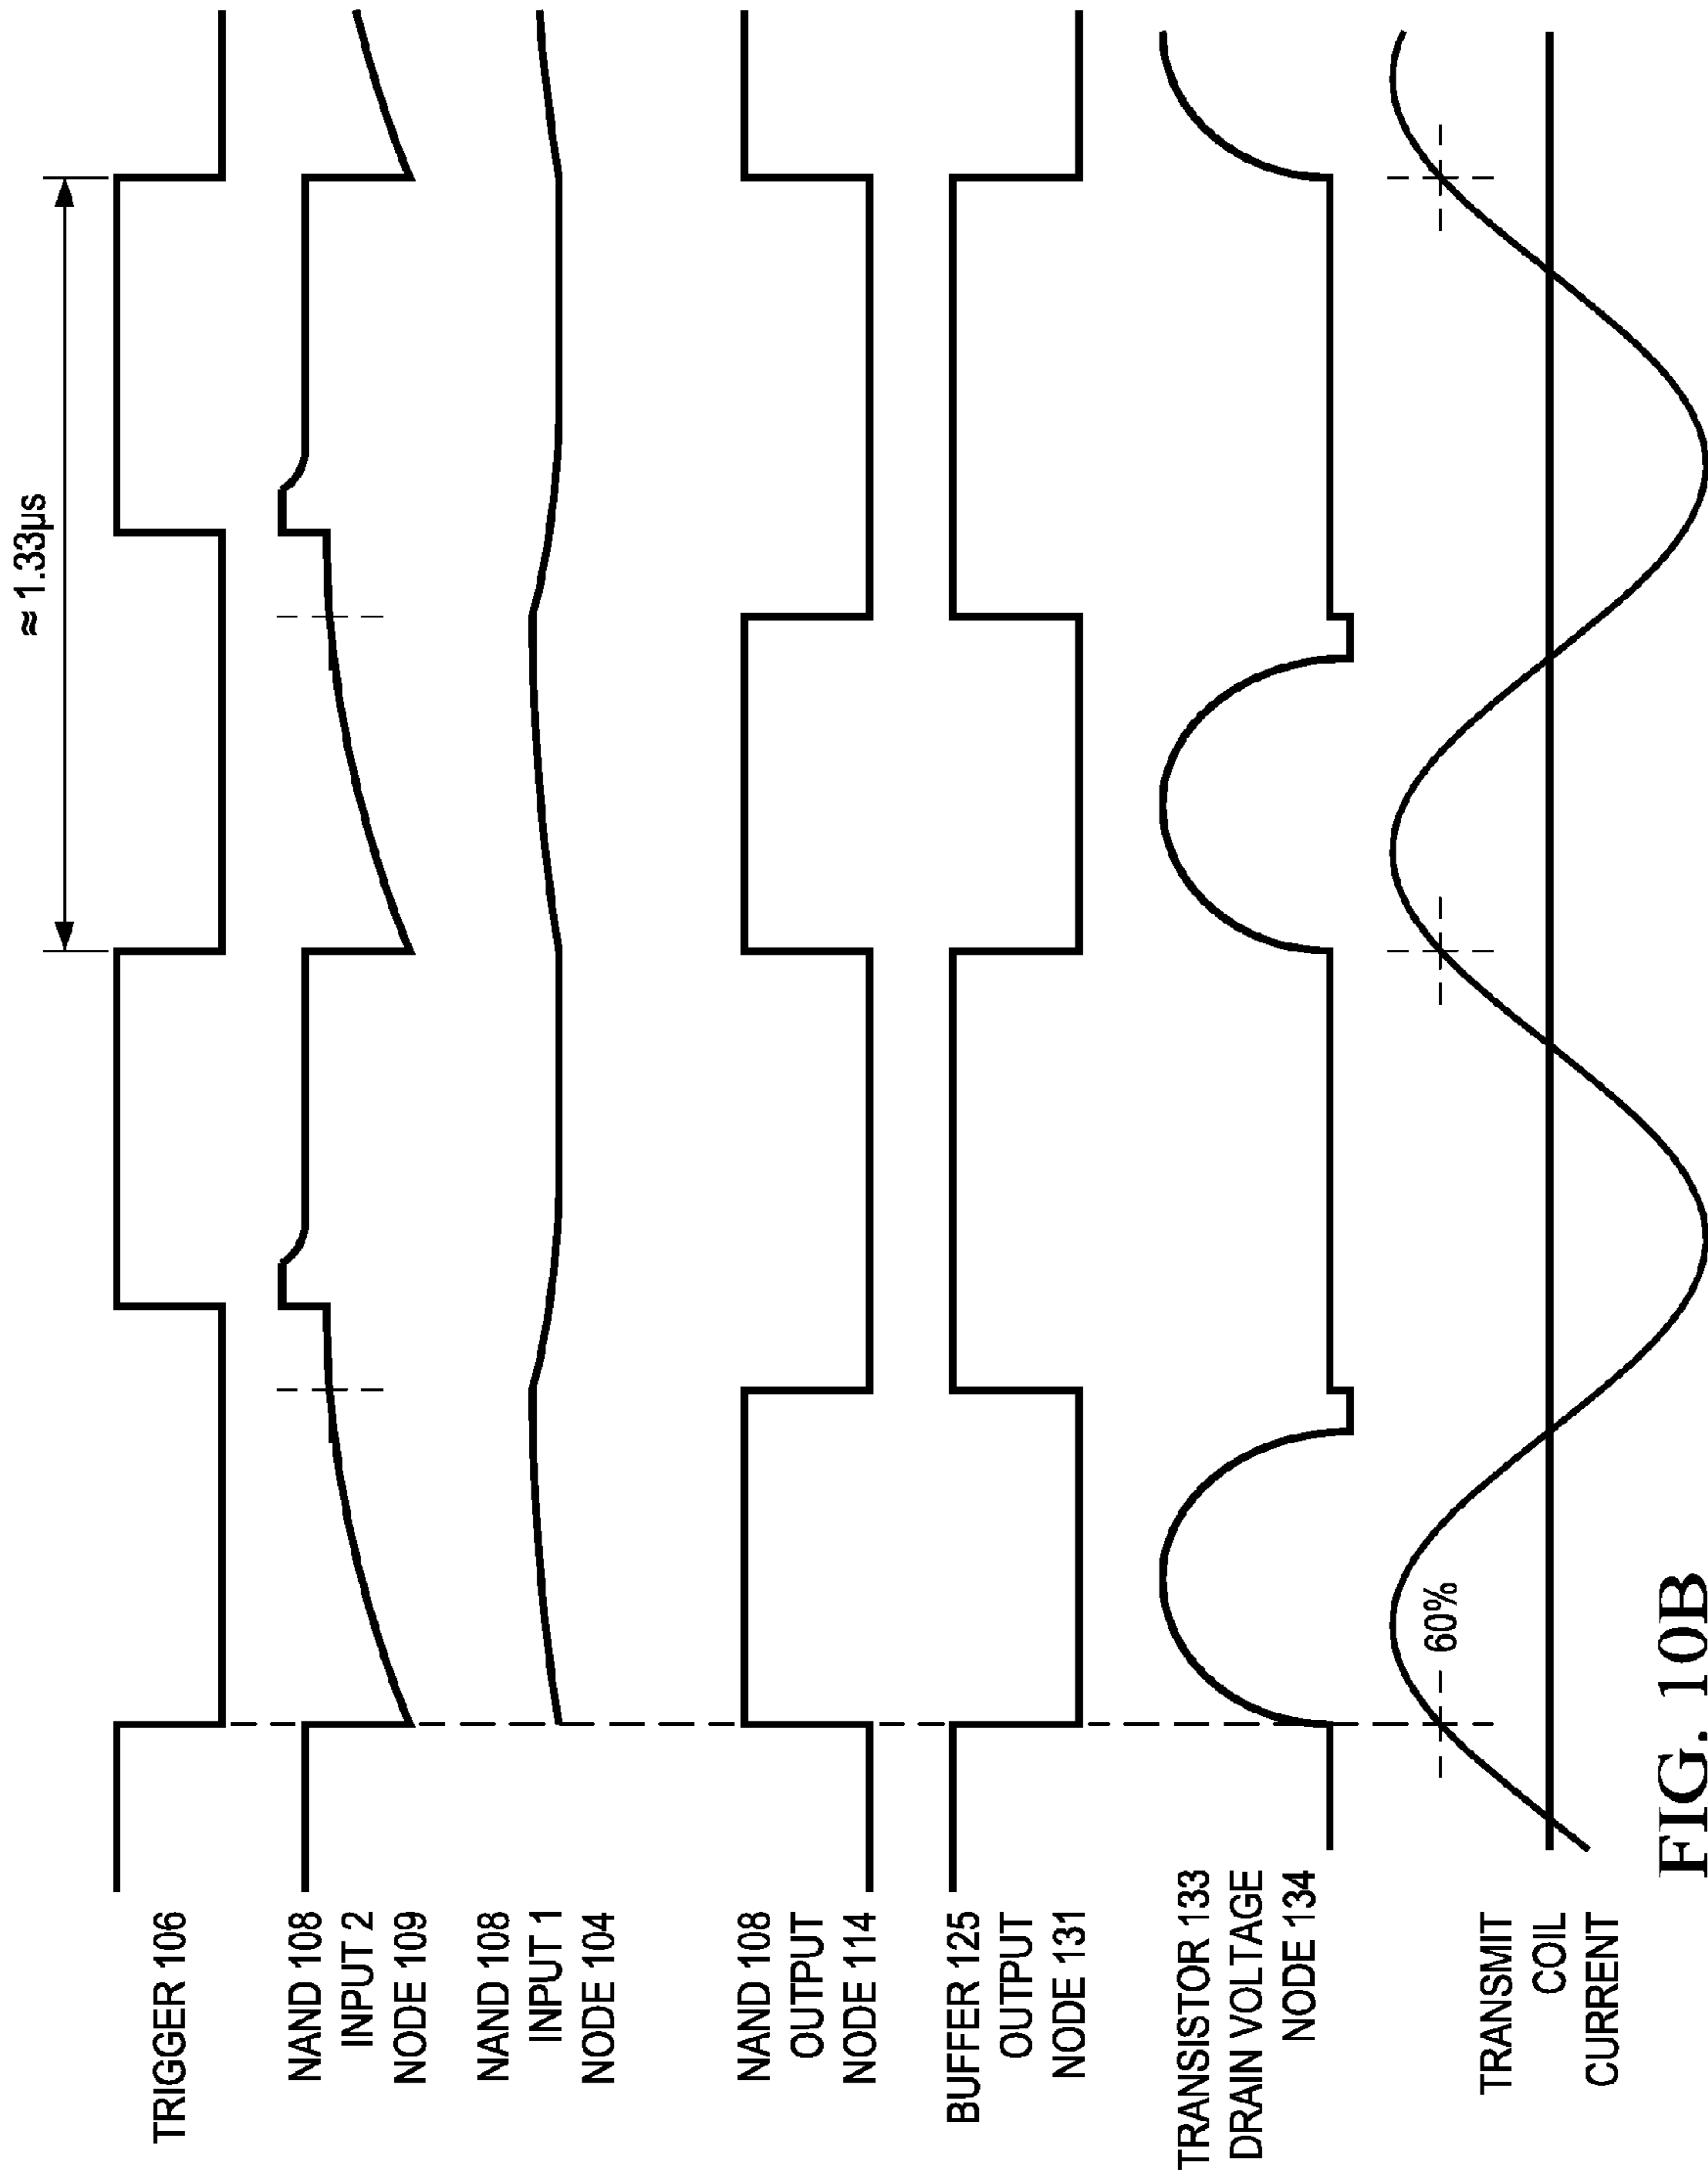 ≈ 1.33µs
TRIGGER 106
NAND 108
INPUT 2
NODE 109
NAND 108
INPUT 1
NODE 104
NAND 108
OUTPUT
NODE 114
BUFFER 125
OUTPUT
NODE 131
TRANSISTOR 133
DRAIN VOLTAGE
NODE 134
60%
TRANSMIT
COIL
CURRENT
FIG. 10B